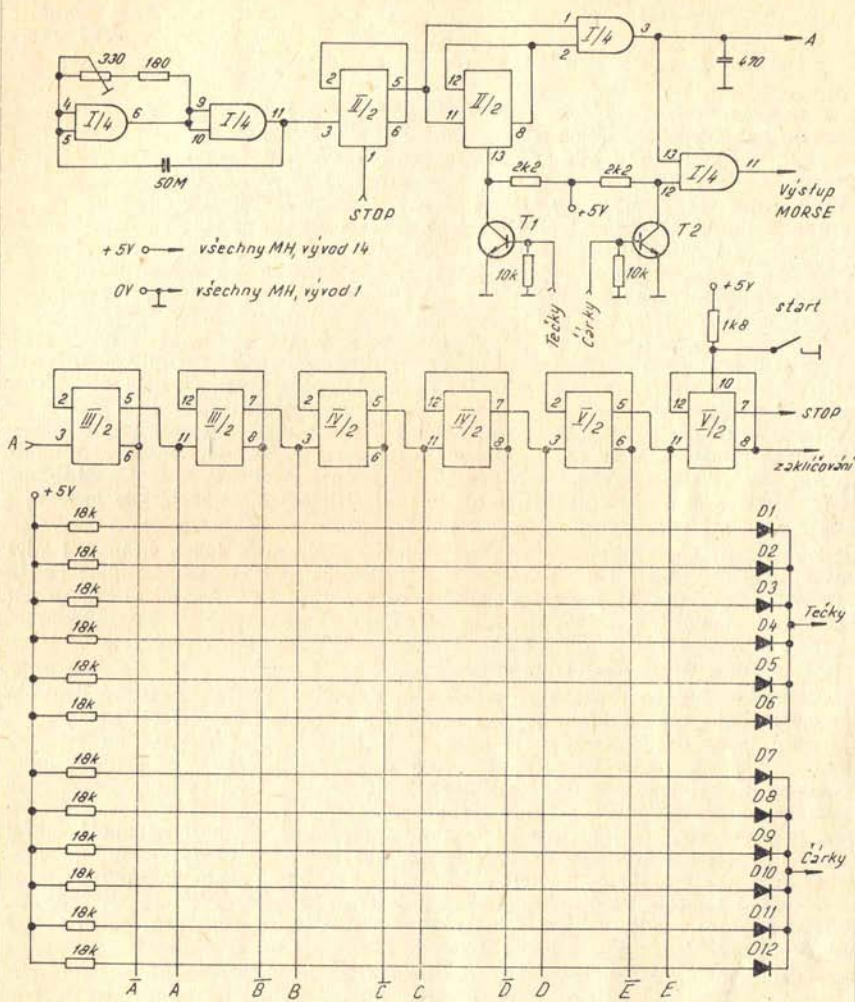 330 180
4 5 I/4 6
9 10 I/4 11
50M
2 3 II/2 5 6 1
STOP
12 11 II/2 8 13
1 2 I/4 3
A
470
2k2 2k2
+5V
13 12 I/4 11
Výstup
MORSE
T1 T2
10k 10k
Tečky
Čárky
+5V všechny MH, vývod 14
0V všechny MH, vývod 1
+5V
1k8
start
A
2 3 III/2 5 6
12 11 III/2 7 8
2 3 IV/2 5 6
12 11 IV/2 7 8
2 3 V/2 5 6
12 11 10 V/2 7 8
STOP
zakličování
+5V
18k D1
18k D2
18k D3
18k D4
Tečky
18k D5
18k D6
18k D7
18k D8
18k D9
18k D10
Čárky
18k D11
18k D12
A̅ A B̅ B C̅ C D̅ D E̅ E